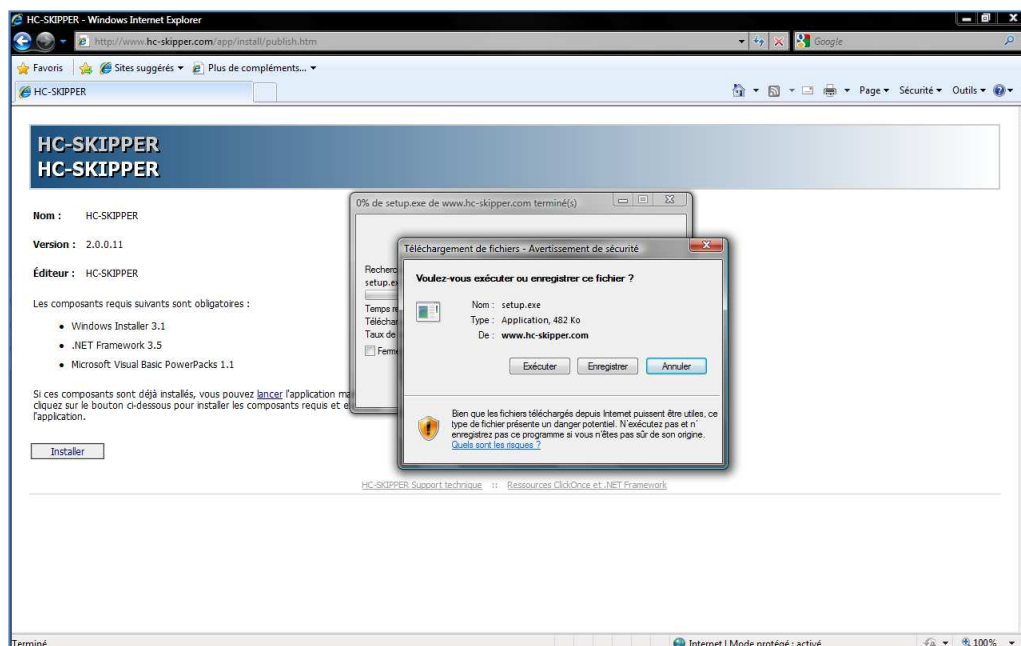 HC-SKIPPER - Windows Internet Explorer
http://www.hc-skipper.com/app/install/publish.htm
Google
Favoris Sites suggérés Plus de compléments...
HC-SKIPPER
Page Sécurité Outils
HC-SKIPPER
HC-SKIPPER
Nom : HC-SKIPPER
Version : 2.0.0.11
Éditeur : HC-SKIPPER
Les composants requis suivants sont obligatoires :
• Windows Installer 3.1
• .NET Framework 3.5
• Microsoft Visual Basic PowerPacks 1.1
Si ces composants sont déjà installés, vous pouvez lancer l'application
cliquez sur le bouton ci-dessous pour installer les composants requis et
l'application.
Installer
0% de setup.exe de www.hc-skipper.com terminé(s)
Temps
Taux de
Téléchargement de fichiers - Avertissement de sécurité
Voulez-vous exécuter ou enregistrer ce fichier ?
Nom : setup.exe
Type : Application, 482 Ko
De : www.hc-skipper.com
Exécuter Enregistrer Annuler
Bien que les fichiers téléchargés depuis Internet puissent être utiles, ce
type de fichier présente un danger potentiel. N'exécutez pas et n'
enregistrez pas ce programme si vous n'êtes pas sûr de son origine.
Quels sont les risques ?
HC-SKIPPER Support technique :: Ressources ClickOnce et .NET Framework
Terminé
Internet | Mode protégé : activé
100%